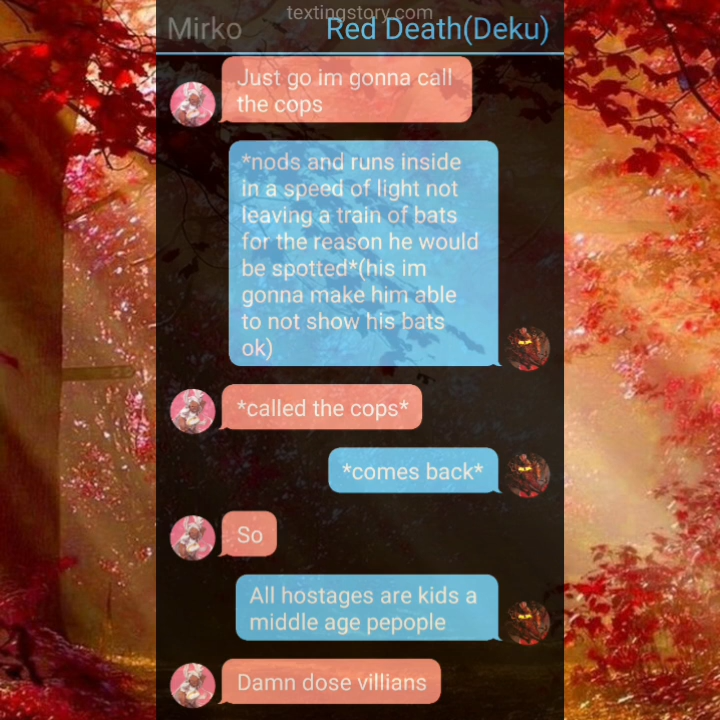 textingstory.com
Mirko Red Death(Deku)
Just go im gonna call
the cops
*nods and runs inside
in a speed of light not
leaving a train of bats
for the reason he would
be spotted*(his im
gonna make him able
to not show his bats
ok)
*called the cops*
*comes back*
So
All hostages are kids a
middle age pepople
Damn dose villians